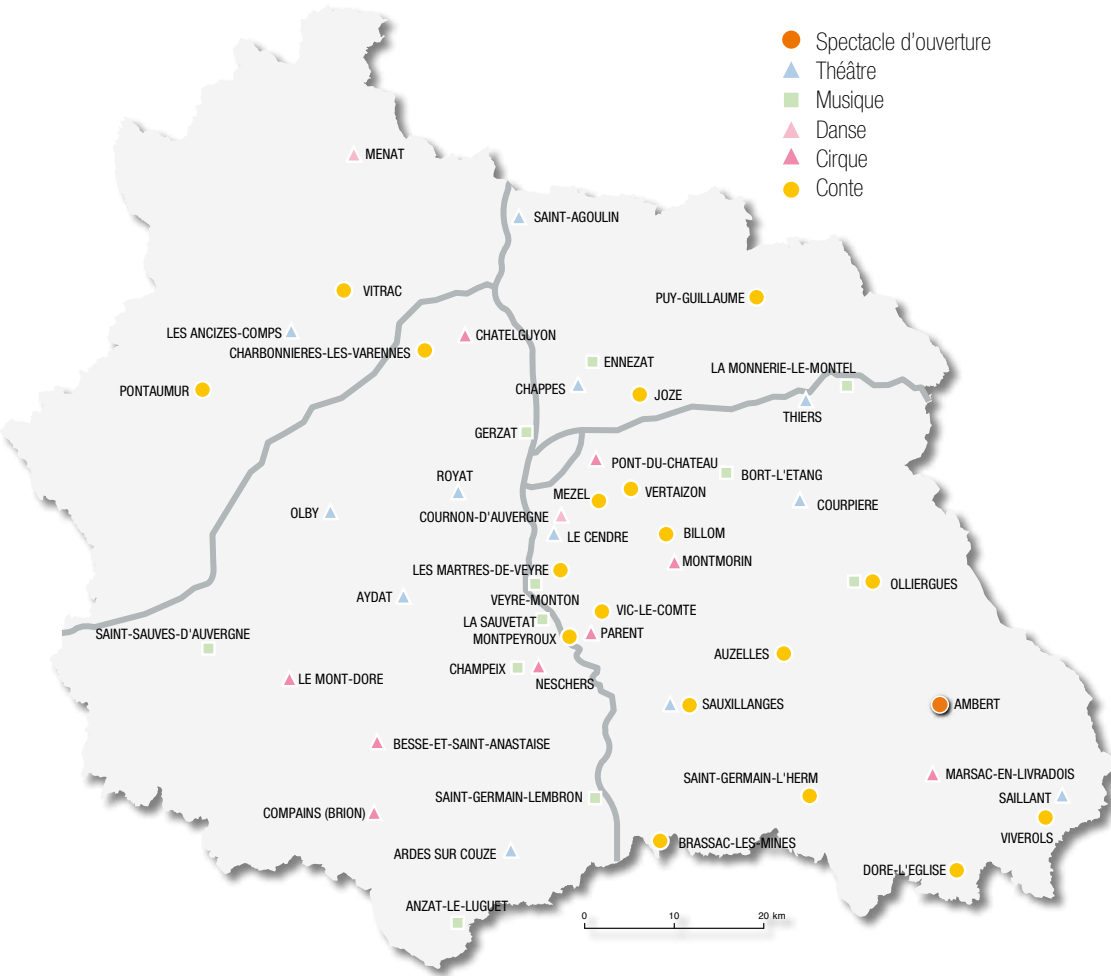 Spectacle d'ouverture
Théâtre
Musique
Danse
Cirque
Conte
MENAT
SAINT-AGOULIN
VITRAC
PUY-GUILLAUME
LES ANCIZES-COMPS
CHATELGUYON
CHARBONNIERES-LES-VARENNES
ENNEZAT
LA MONNERIE-LE-MONTEL
PONTAUMUR
CHAPPES
JOZE
THIERS
GERZAT
PONT-DU-CHATEAU
ROYAT
BORT-L'ETANG
MEZEL
VERTAIZON
COURPIERE
OLBY
COURNON-D'AUVERGNE
LE CENDRE
BILLOM
MONTMORIN
LES MARTRES-DE-VEYRE
OLLIERGUES
AYDAT
VEYRE-MONTON
VIC-LE-COMTE
LA SAUVETAT
SAINT-SAUVES-D'AUVERGNE
MONTPEYROUX
PARENT
AUZELLES
CHAMPEIX
LE MONT-DORE
NESCHERS
SAUXILLANGES
AMBERT
BESSE-ET-SAINT-ANASTAISE
MARSAC-EN-LIVRADOIS
SAINT-GERMAIN-L'HERM
SAINT-GERMAIN-LEMBRON
SAILLANT
COMPAINS (BRION)
VIVEROLS
BRASSAC-LES-MINES
ARDES SUR COUZE
DORE-L'EGLISE
ANZAT-LE-LUGUET
0 10 20 km